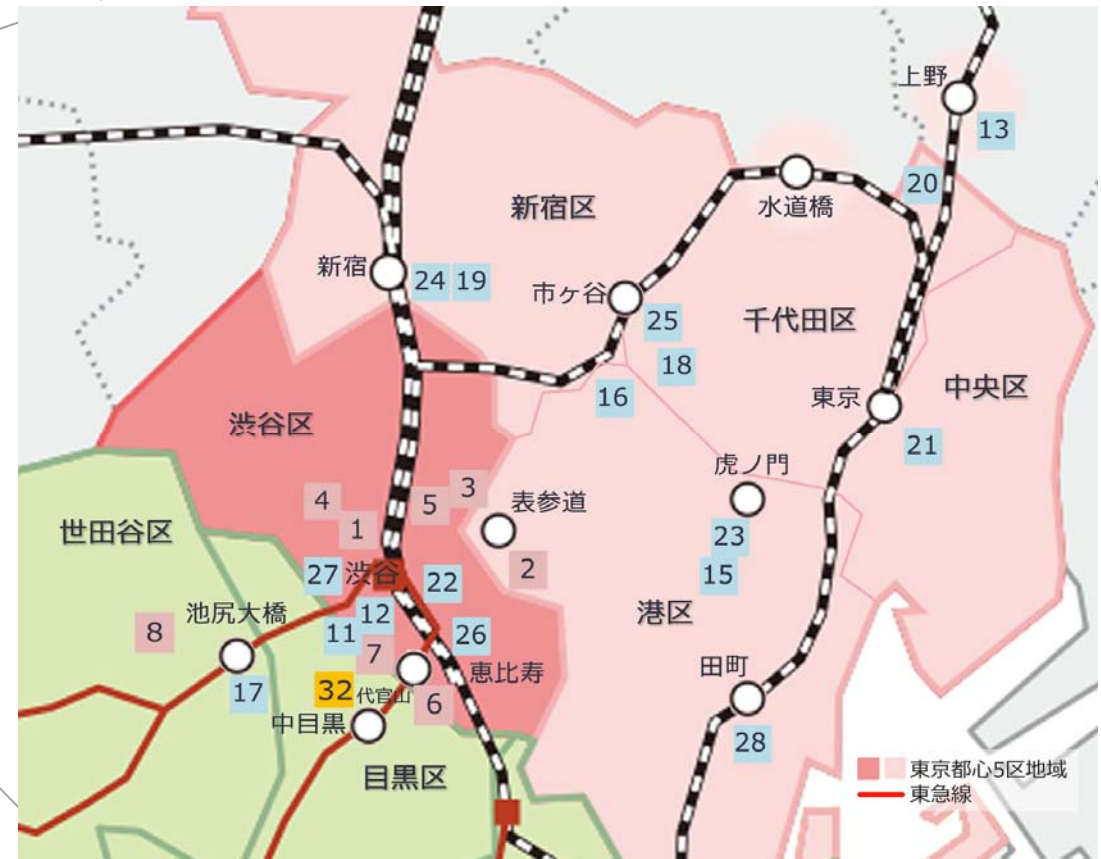 上野
13
20
水道橋
新宿区
新宿
24 19
市ヶ谷
25
千代田区
18
16
東京
中央区
21
渋谷区
虎ノ門
4
5
3
表参道
1
23
世田谷区
27
渋谷
22
2
15
池尻大橋
12
港区
8
11
26
7
恵比寿
田町
17
32
代官山
6
中目黒
28
目黒区
東京都心5区地域
東急線